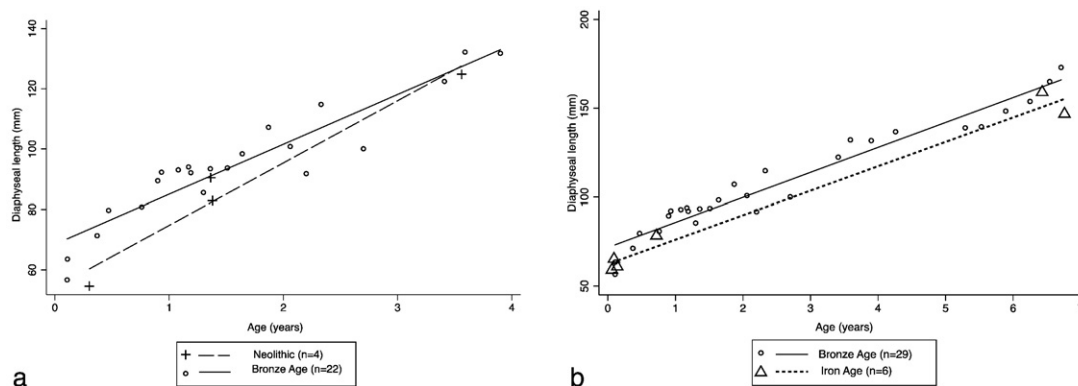 140
120
100
80
60
Diaphyseal length (mm)
0 1 2 3 4
Age (years)
Neolithic (n=4)
Bronze Age (n=22)
a
200
150
100
50
Diaphyseal length (mm)
0 1 2 3 4 5 6 7
Age (years)
Bronze Age (n=29)
Iron Age (n=6)
b